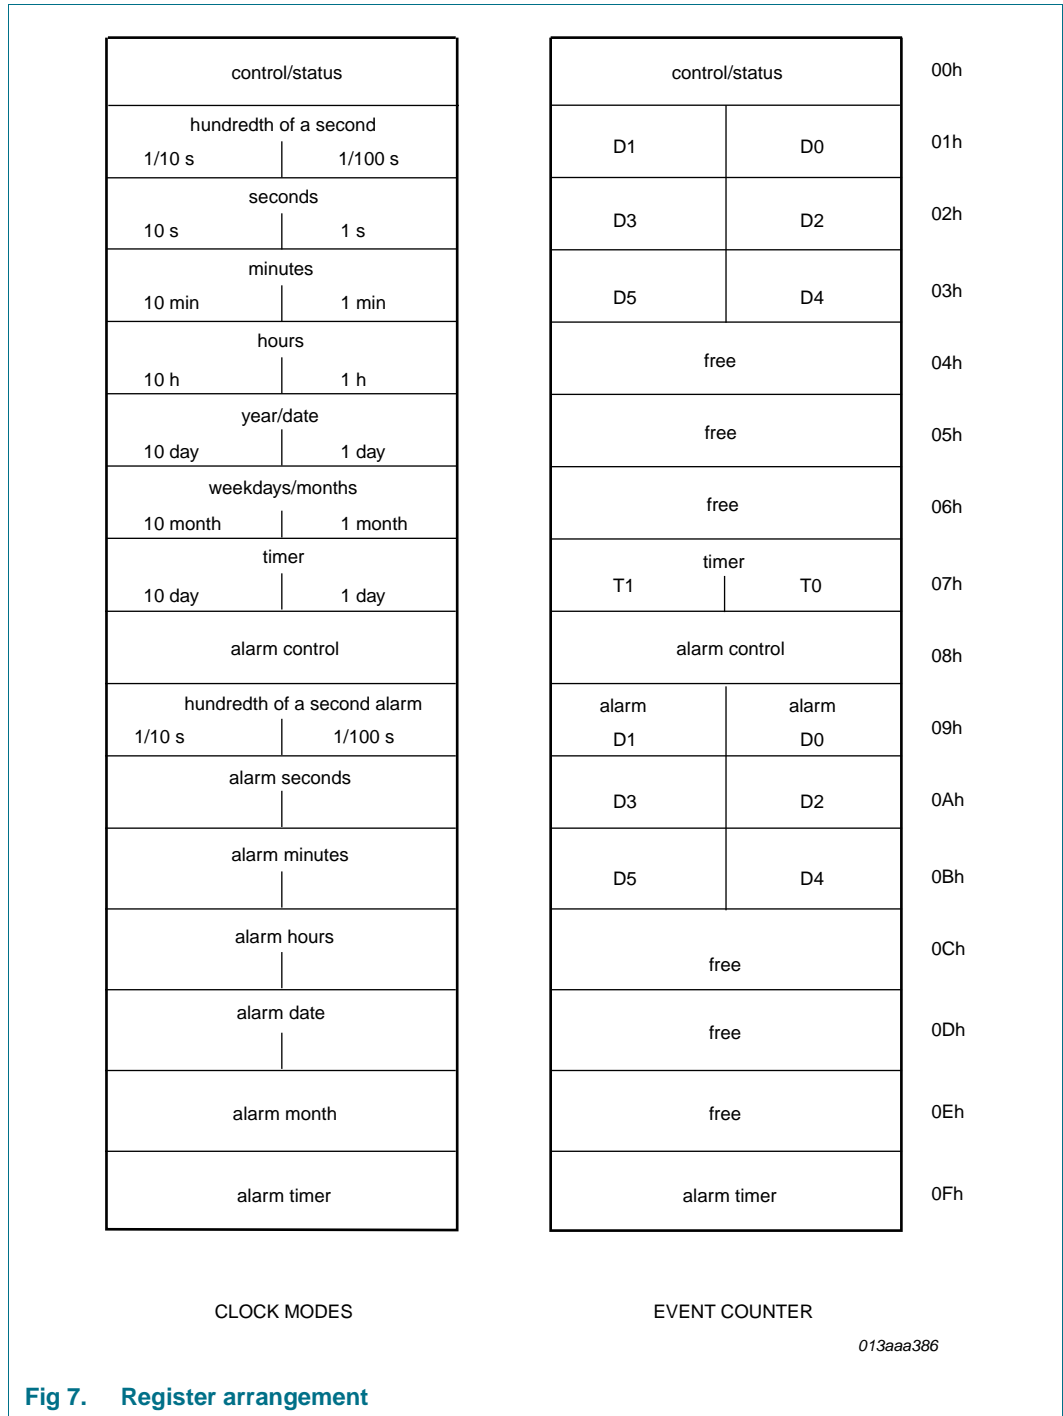 control/status control/status 00h
hundredth of a second
1/10 s 1/100 s D1 D0 01h
seconds
10 s 1 s D3 D2 02h
minutes
10 min 1 min D5 D4 03h
hours
10 h 1 h free 04h
year/date
10 day 1 day free 05h
weekdays/months
10 month 1 month free 06h
timer timer
10 day 1 day T1 T0 07h
alarm control alarm control 08h
hundredth of a second alarm alarm alarm
1/10 s 1/100 s D1 D0 09h
alarm seconds D3 D2 0Ah
alarm minutes D5 D4 0Bh
alarm hours free 0Ch
alarm date free 0Dh
alarm month free 0Eh
alarm timer alarm timer 0Fh
CLOCK MODES EVENT COUNTER
013aaa386
Fig 7. Register arrangement